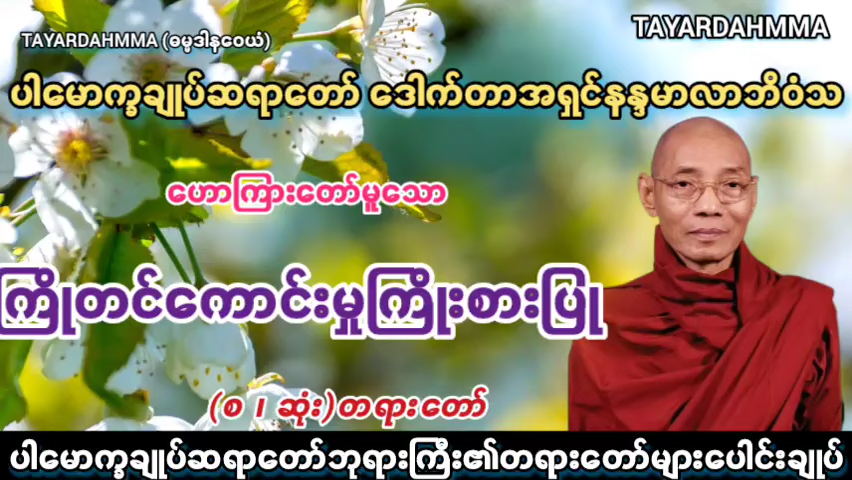 TAYARDAHMMA
TAYARDAHMMA (ဓမ္မဒါနဝေယံ)
ပါမောက္ခချုပ်ဆရာတော် ဒေါက်တာအရှင်နန္ဒမာလာဘိဝံသ
ဟောကြားတော်မူသော
ကြိုတင်ကောင်းမှုကြိုးစားပြု
(စ ၊ ဆုံး)တရားတော်
ပါမောက္ခချုပ်ဆရာတော်ဘုရားကြီး၏တရားတော်များပေါင်းချုပ်